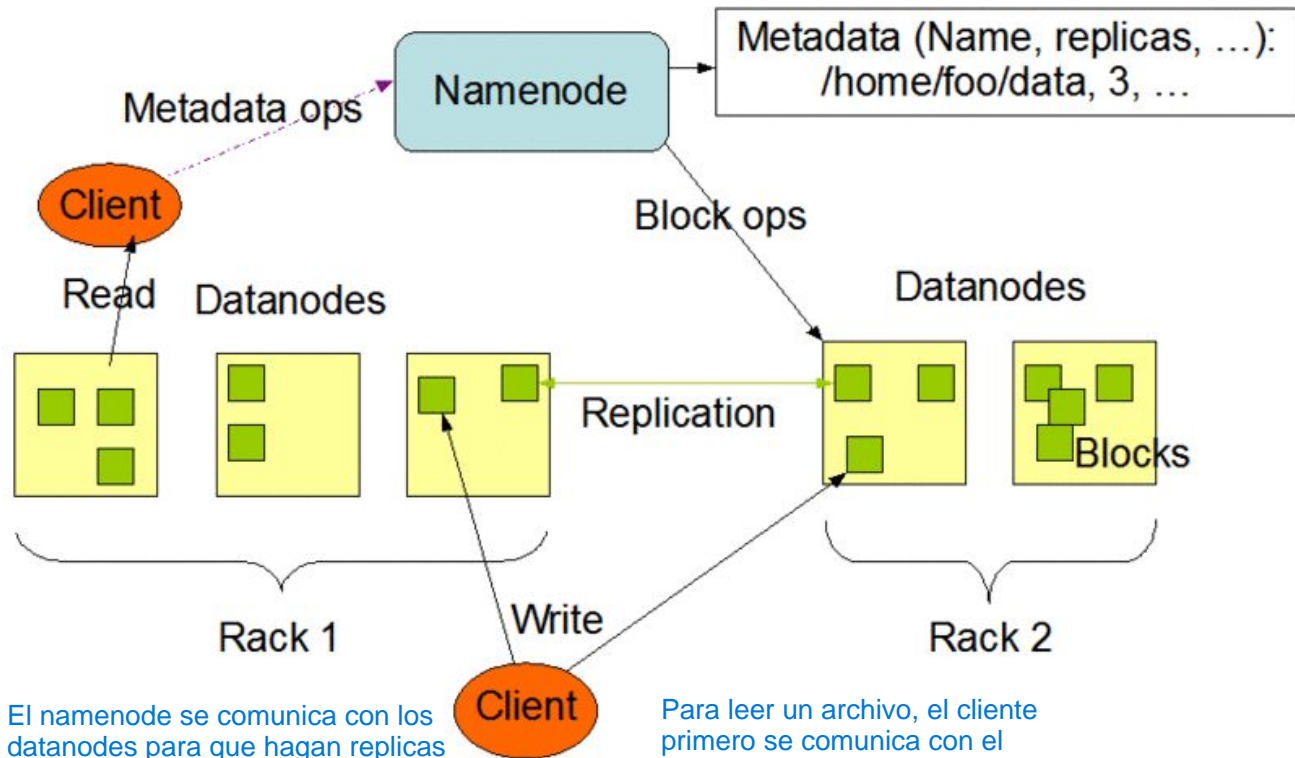 Metadata (Name, replicas, …):
/home/foo/data, 3, …
Namenode
Metadata ops
Client
Block ops
Read
Datanodes
Datanodes
Replication
Blocks
Rack 1
Write
Rack 2
Client
El namenode se comunica con los
datanodes para que hagan replicas
Para leer un archivo, el cliente
primero se comunica con el